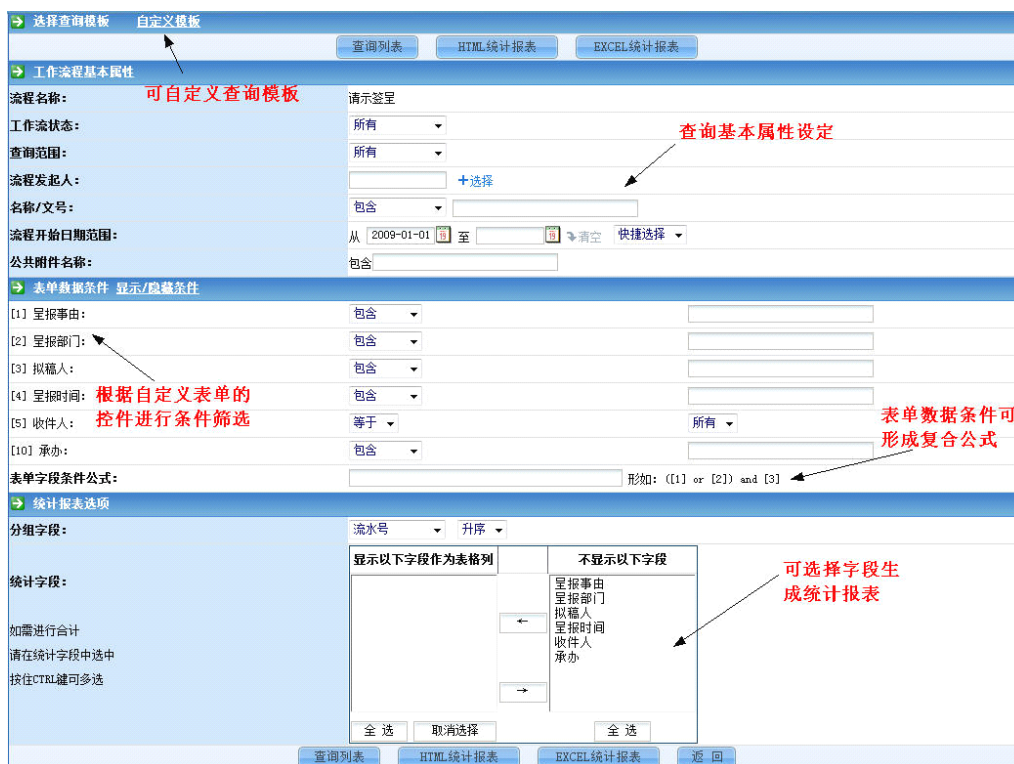 选择查询模板 自定义模板
查询列表 HTML统计报表 EXCEL统计报表
工作流程基本属性
可自定义查询模板
流程名称： 请示签呈
工作流状态： 所有
查询基本属性设定
查询范围： 所有
流程发起人： +选择
名称/文号： 包含
流程开始日期范围： 从 2009-01-01 19 至 19 清空 快捷选择
公共附件名称： 包含
表单数据条件 显示/隐藏条件
[1] 呈报事由： 包含
[2] 呈报部门： 包含
[3] 拟稿人： 包含
[4] 呈报时间： 包含
根据自定义表单的
控件进行条件筛选
[5] 收件人： 等于 所有
表单数据条件可
形成复合公式
[10] 承办： 包含
表单字段条件公式： 形如：([1] or [2]) and [3]
统计报表选项
分组字段： 流水号 升序
显示以下字段作为表格列 不显示以下字段
统计字段：
呈报事由
呈报部门
拟稿人
呈报时间
收件人
承办
可选择字段生
成统计报表
如需进行合计
请在统计字段中选中
按住CTRL键可多选
← →
全 选 取消选择 全 选
查询列表 HTML统计报表 EXCEL统计报表 返 回